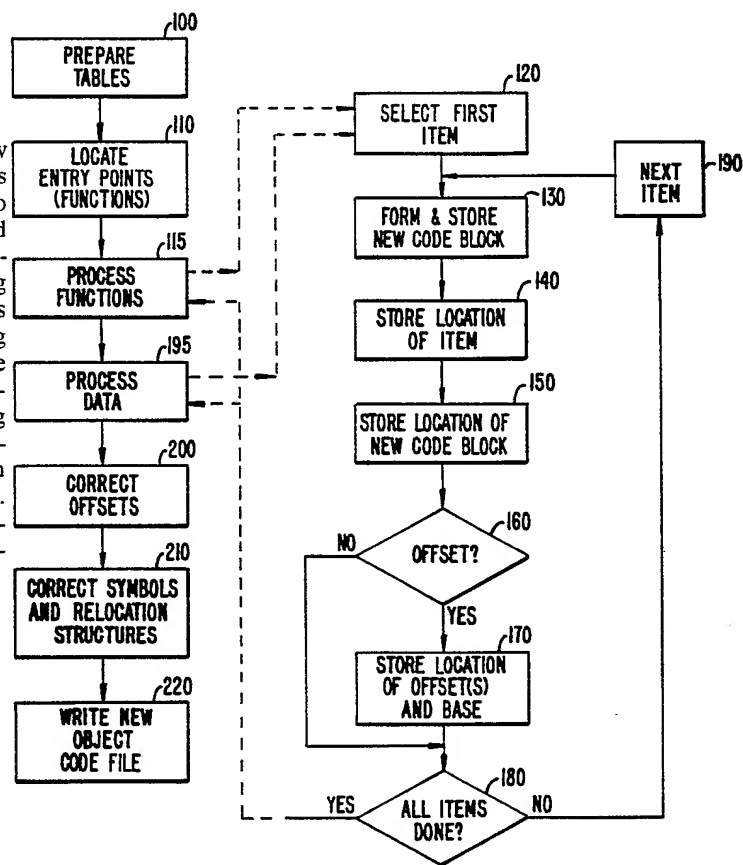 100
PREPARE
TABLES
110
LOCATE
ENTRY POINTS
(FUNCTIONS)
115
PROCESS
FUNCTIONS
195
PROCESS
DATA
200
CORRECT
OFFSETS
210
CORRECT SYMBOLS
AND RELOCATION
STRUCTURES
220
WRITE NEW
OBJECT
CODE FILE
120
SELECT FIRST
ITEM
190
NEXT
ITEM
130
FORM & STORE
NEW CODE BLOCK
140
STORE LOCATION
OF ITEM
150
STORE LOCATION OF
NEW CODE BLOCK
160
NO
OFFSET?
YES
170
STORE LOCATION
OF OFFSET(S)
AND BASE
180
YES
ALL ITEMS
DONE?
NO